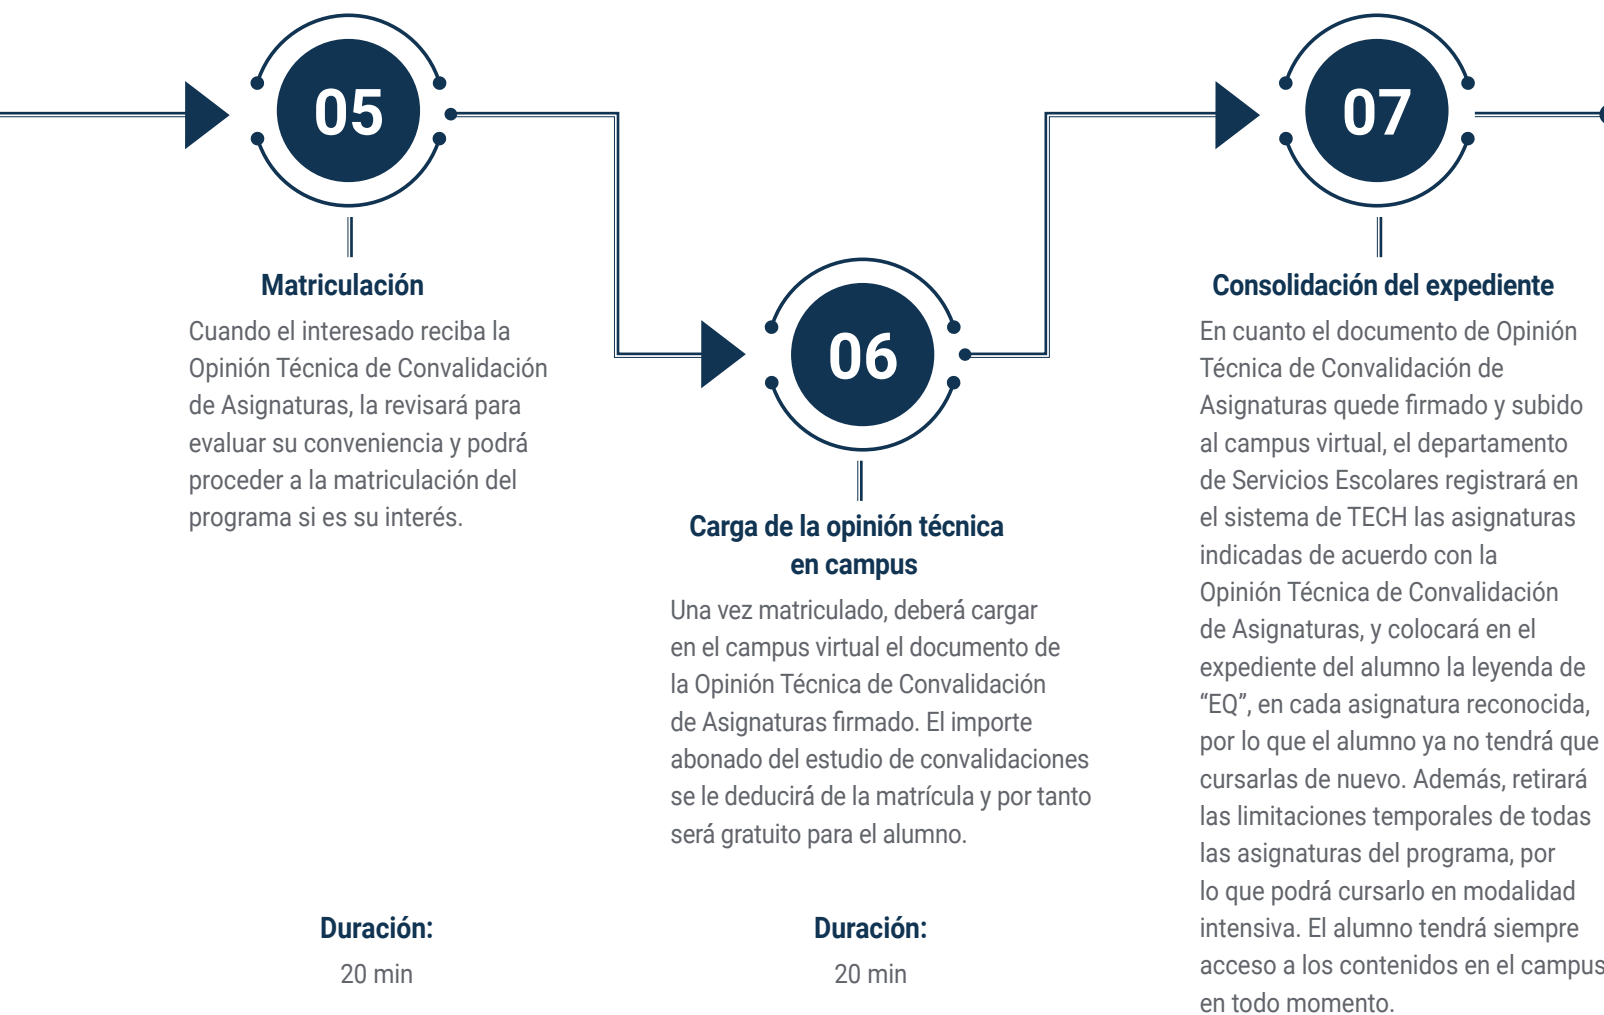 05
Matriculación
Cuando el interesado reciba la
Opinión Técnica de Convalidación
de Asignaturas, la revisará para
evaluar su conveniencia y podrá
proceder a la matriculación del
programa si es su interés.
Duración:
20 min
06
Carga de la opinión técnica
en campus
Una vez matriculado, deberá cargar
en el campus virtual el documento de
la Opinión Técnica de Convalidación
de Asignaturas firmado. El importe
abonado del estudio de convalidaciones
se le deducirá de la matrícula y por tanto
será gratuito para el alumno.
Duración:
20 min
07
Consolidación del expediente
En cuanto el documento de Opinión
Técnica de Convalidación de
Asignaturas quede firmado y subido
al campus virtual, el departamento
de Servicios Escolares registrará en
el sistema de TECH las asignaturas
indicadas de acuerdo con la
Opinión Técnica de Convalidación
de Asignaturas, y colocará en el
expediente del alumno la leyenda de
“EQ”, en cada asignatura reconocida,
por lo que el alumno ya no tendrá que
cursarlas de nuevo. Además, retirará
las limitaciones temporales de todas
las asignaturas del programa, por
lo que podrá cursarlo en modalidad
intensiva. El alumno tendrá siempre
acceso a los contenidos en el campus
en todo momento.